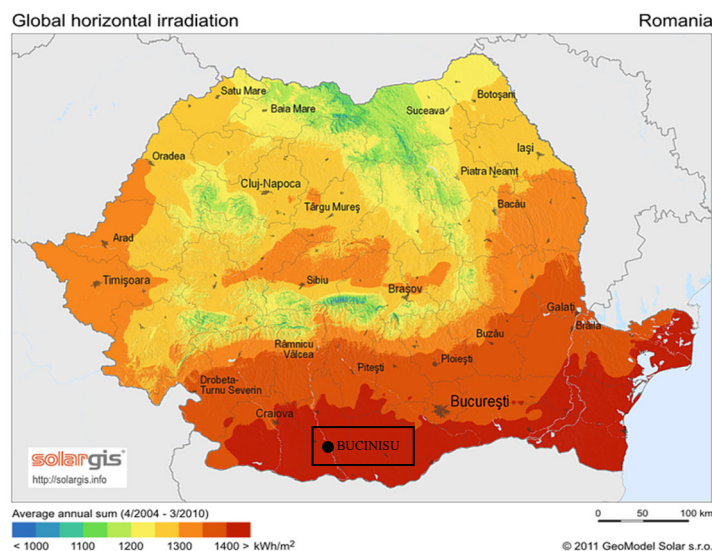 Global horizontal irradiation
Romania
Satu Mare
Baia Mare
Botoşani
Suceava
Oradea
Iaşi
Cluj-Napoca
Piatra Neamţ
Târgu Mureş
Bacău
Arad
Timişoara
Sibiu
Braşov
Galaţi
Brăila
Buzău
Râmnicu
Vâlcea
Ploieşti
Piteşti
Drobeta-
Turnu Severin
Bucureşti
Craiova
BUCINISU
solargis
http://solargis.info
Average annual sum (4/2004 - 3/2010)
0 50 100 km
< 1000 1100 1200 1300 1400 > kWh/m²
© 2011 GeoModel Solar s.r.o.